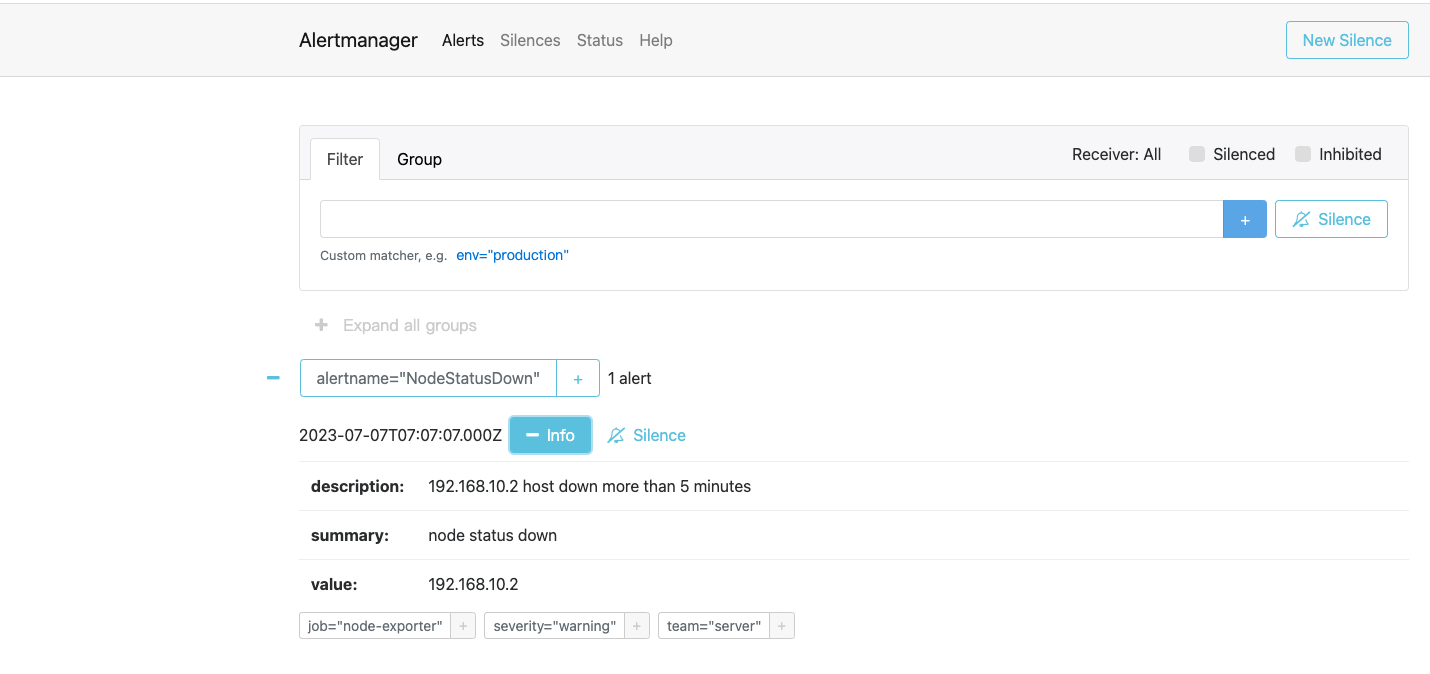 Alertmanager Alerts Silences Status Help New Silence
Filter Group Receiver: All Silenced Inhibited
+ Silence
Custom matcher, e.g. env="production"
+ Expand all groups
alertname="NodeStatusDown" + 1 alert
2023-07-07T07:07:07.000Z Info Silence
description: 192.168.10.2 host down more than 5 minutes
summary: node status down
value: 192.168.10.2
job="node-exporter" + severity="warning" + team="server" +